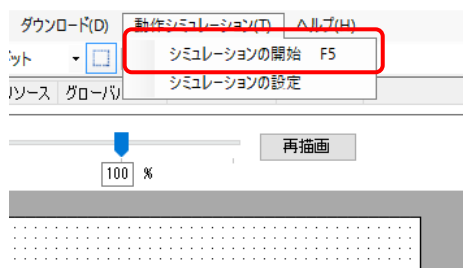 ダウンロード(D) 動作シミュレーション(T) ヘルプ(H)
シミュレーションの開始 F5
シミュレーションの設定
再描画
100 %